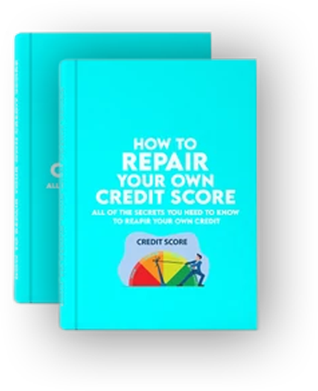 HOW TO
REPAIR
YOUR OWN
CREDIT SCORE
ALL OF THE SECRETS YOU NEED TO KNOW
TO REAPIR YOUR OWN CREDIT
CREDIT SCORE